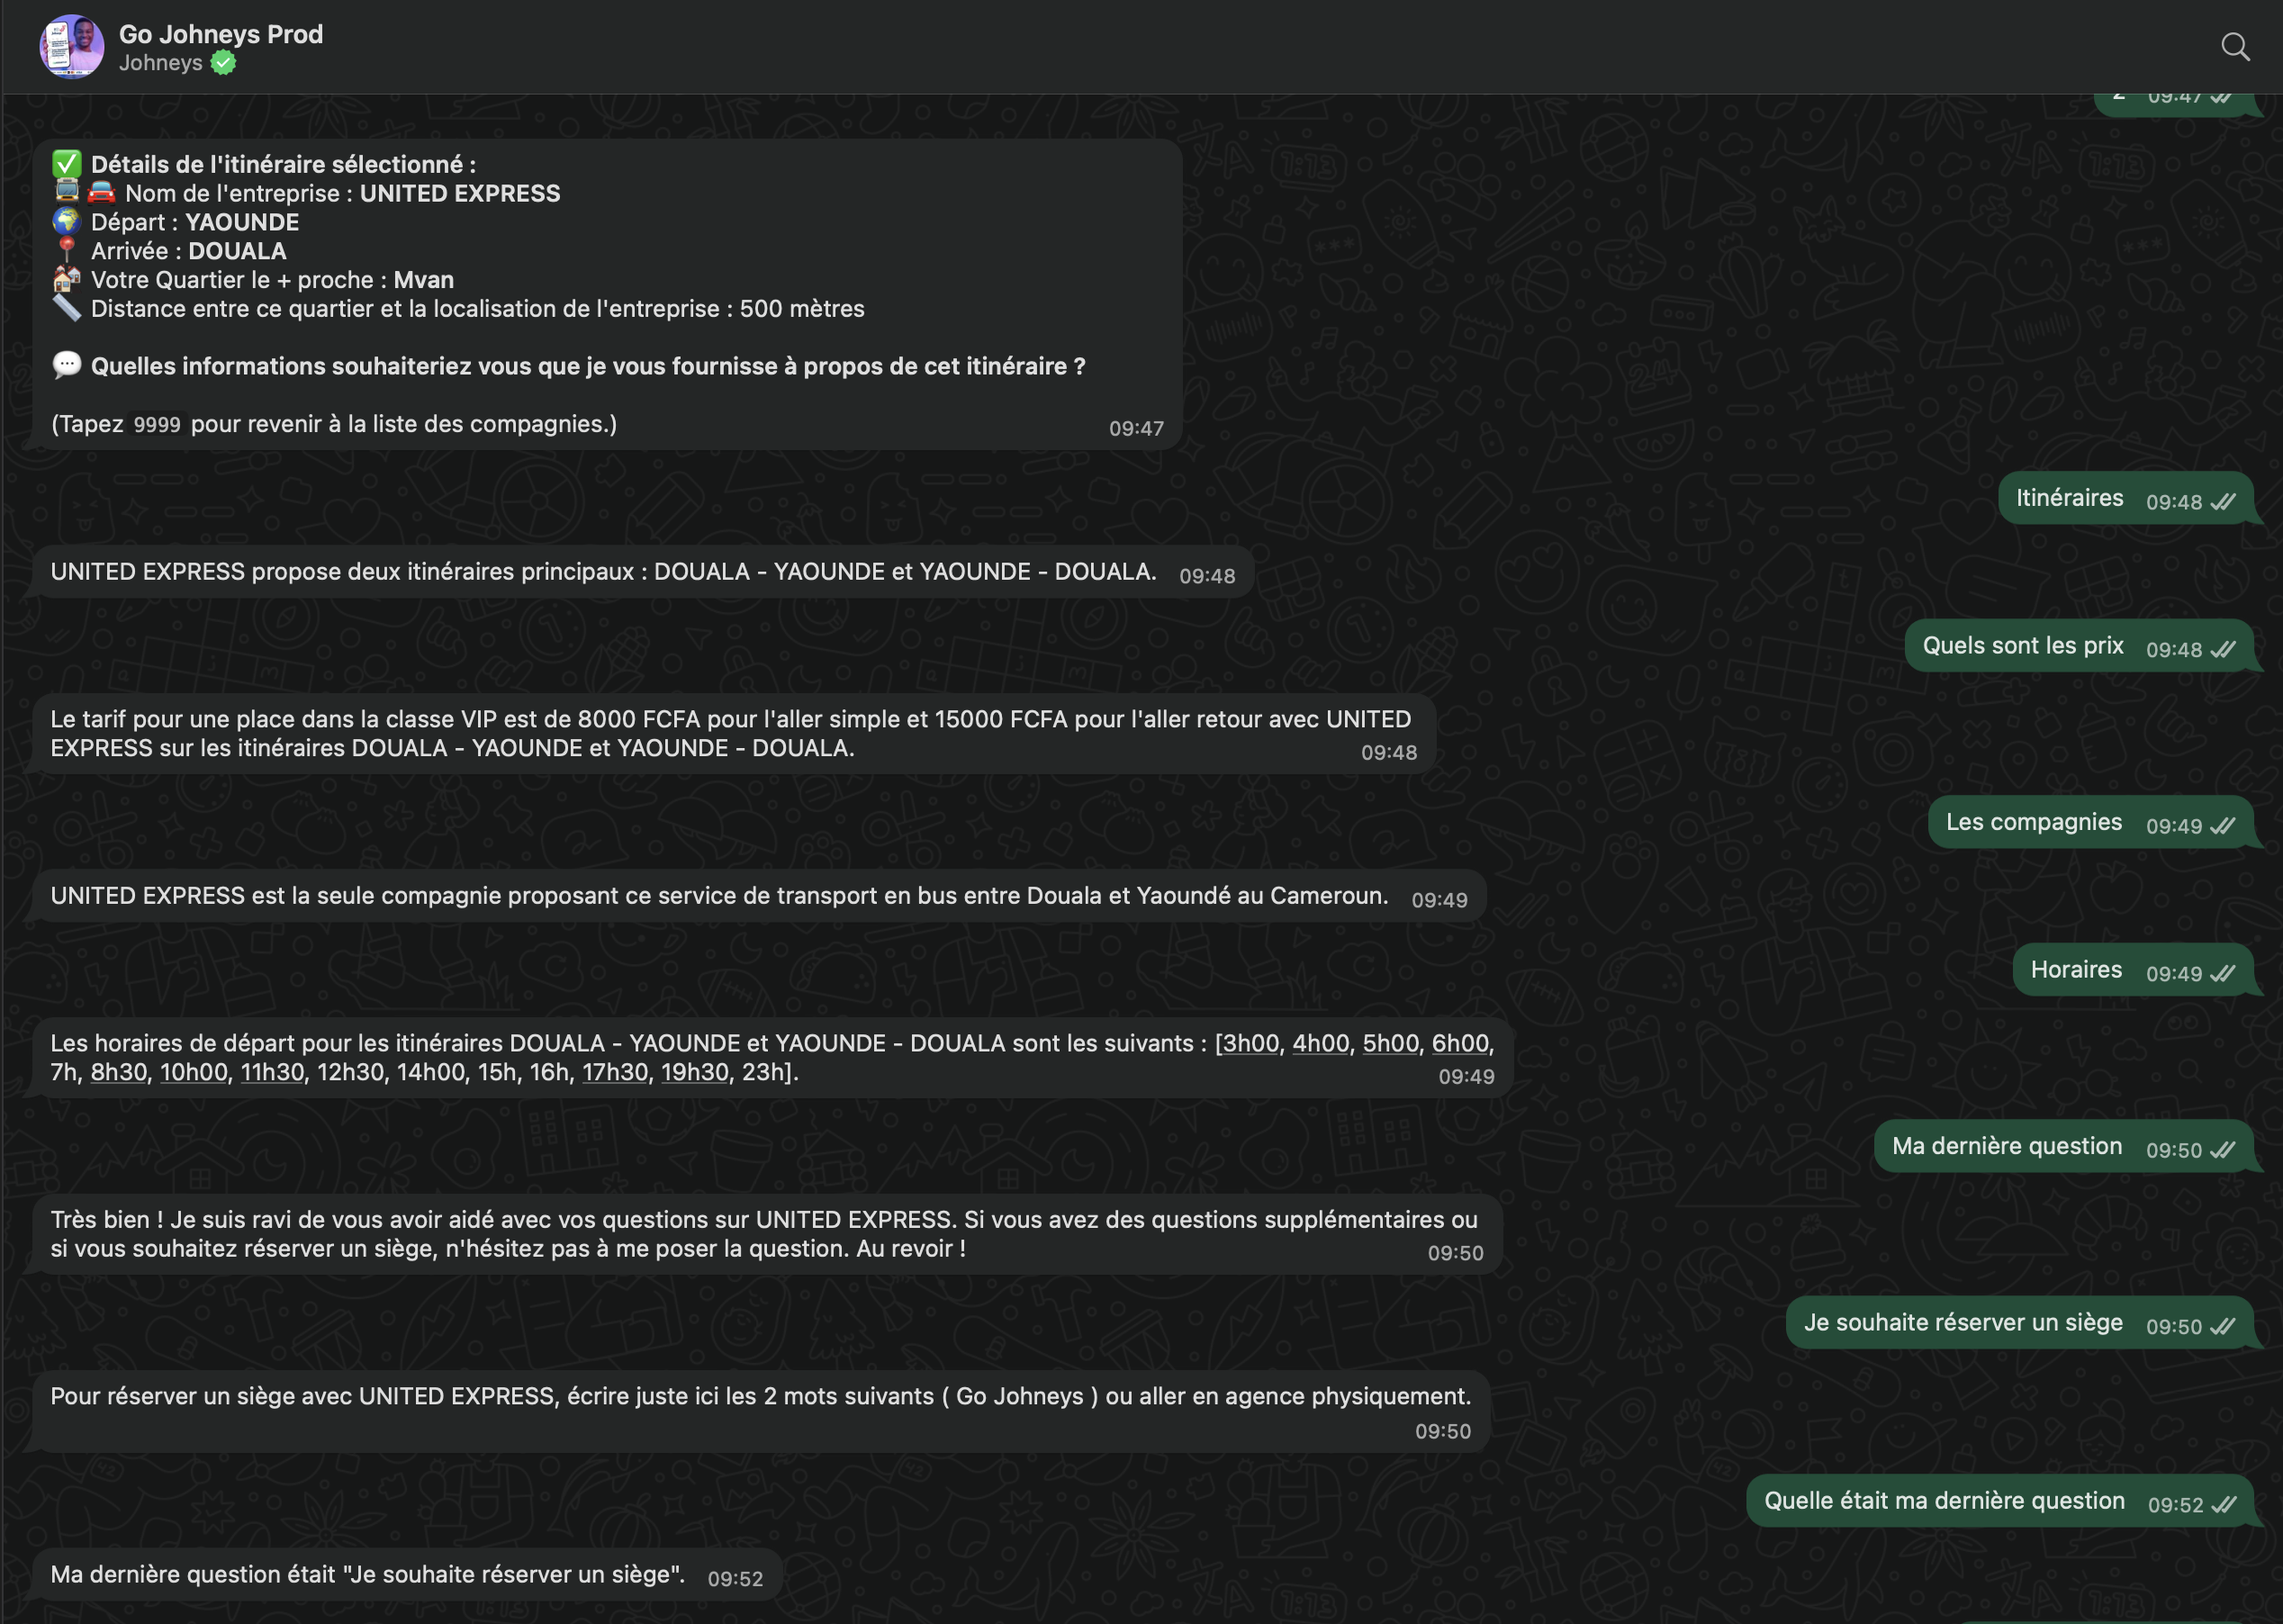 Go Johneys Prod
Johneys
2 09:47
✅ Détails de l'itinéraire sélectionné :
🚍🚘 Nom de l'entreprise : UNITED EXPRESS
🌍 Départ : YAOUNDE
📍 Arrivée : DOUALA
🏘️ Votre Quartier le + proche : Mvan
📏 Distance entre ce quartier et la localisation de l'entreprise : 500 mètres
💬 Quelles informations souhaiteriez vous que je vous fournisse à propos de cet itinéraire ?
(Tapez 9999 pour revenir à la liste des compagnies.) 09:47
Itinéraires 09:48
UNITED EXPRESS propose deux itinéraires principaux : DOUALA - YAOUNDE et YAOUNDE - DOUALA. 09:48
Quels sont les prix 09:48
Le tarif pour une place dans la classe VIP est de 8000 FCFA pour l'aller simple et 15000 FCFA pour l'aller retour avec UNITED
EXPRESS sur les itinéraires DOUALA - YAOUNDE et YAOUNDE - DOUALA. 09:48
Les compagnies 09:49
UNITED EXPRESS est la seule compagnie proposant ce service de transport en bus entre Douala et Yaoundé au Cameroun. 09:49
Horaires 09:49
Les horaires de départ pour les itinéraires DOUALA - YAOUNDE et YAOUNDE - DOUALA sont les suivants : [3h00, 4h00, 5h00, 6h00,
7h, 8h30, 10h00, 11h30, 12h30, 14h00, 15h, 16h, 17h30, 19h30, 23h]. 09:49
Ma dernière question 09:50
Très bien ! Je suis ravi de vous avoir aidé avec vos questions sur UNITED EXPRESS. Si vous avez des questions supplémentaires ou
si vous souhaitez réserver un siège, n'hésitez pas à me poser la question. Au revoir ! 09:50
Je souhaite réserver un siège 09:50
Pour réserver un siège avec UNITED EXPRESS, écrire juste ici les 2 mots suivants ( Go Johneys ) ou aller en agence physiquement.
09:50
Quelle était ma dernière question 09:52
Ma dernière question était "Je souhaite réserver un siège". 09:52